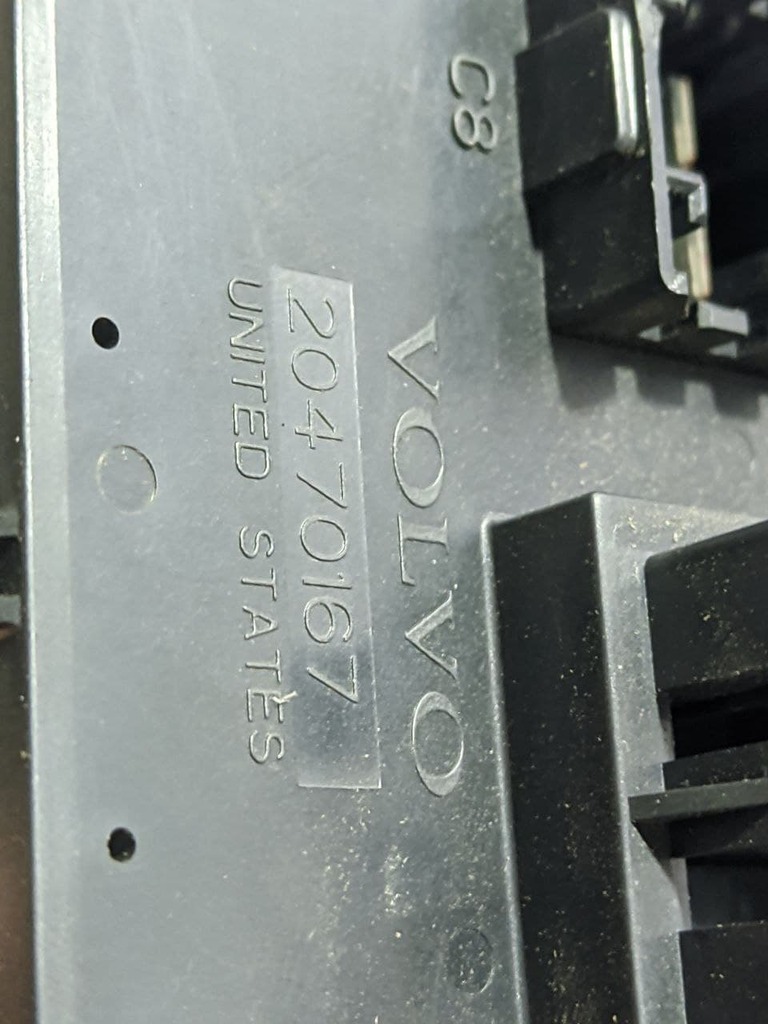 C8
VOLVO
20470167
UNITED STATES